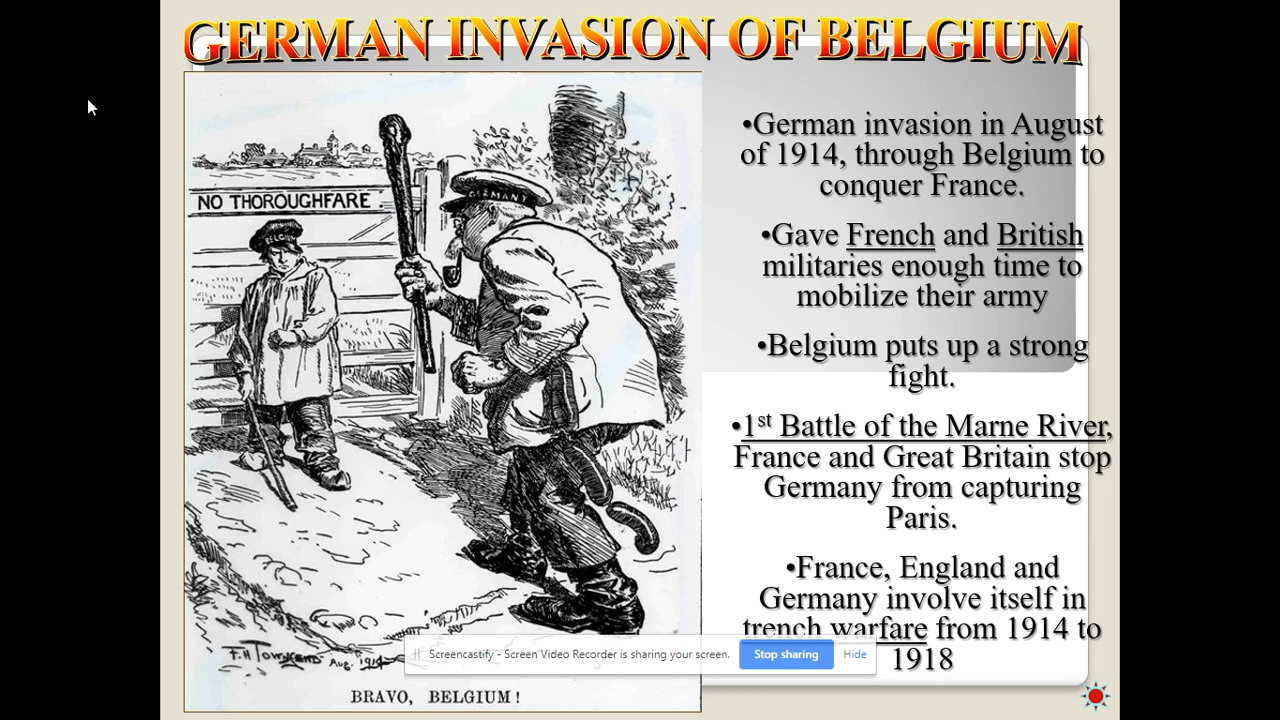 GERMAN INVASION OF BELGIUM
NO THOROUGHFARE
GERMANY
F.H. Townsend Aug. 1914
BRAVO, BELGIUM!
•German invasion in August
of 1914, through Belgium to
conquer France.
•Gave French and British
militaries enough time to
mobilize their army
•Belgium puts up a strong
fight.
•1st Battle of the Marne River,
France and Great Britain stop
Germany from capturing
Paris.
•France, England and
Germany involve itself in
trench warfare from 1914 to
1918
Screencastify - Screen Video Recorder is sharing your screen.
Stop sharing
Hide